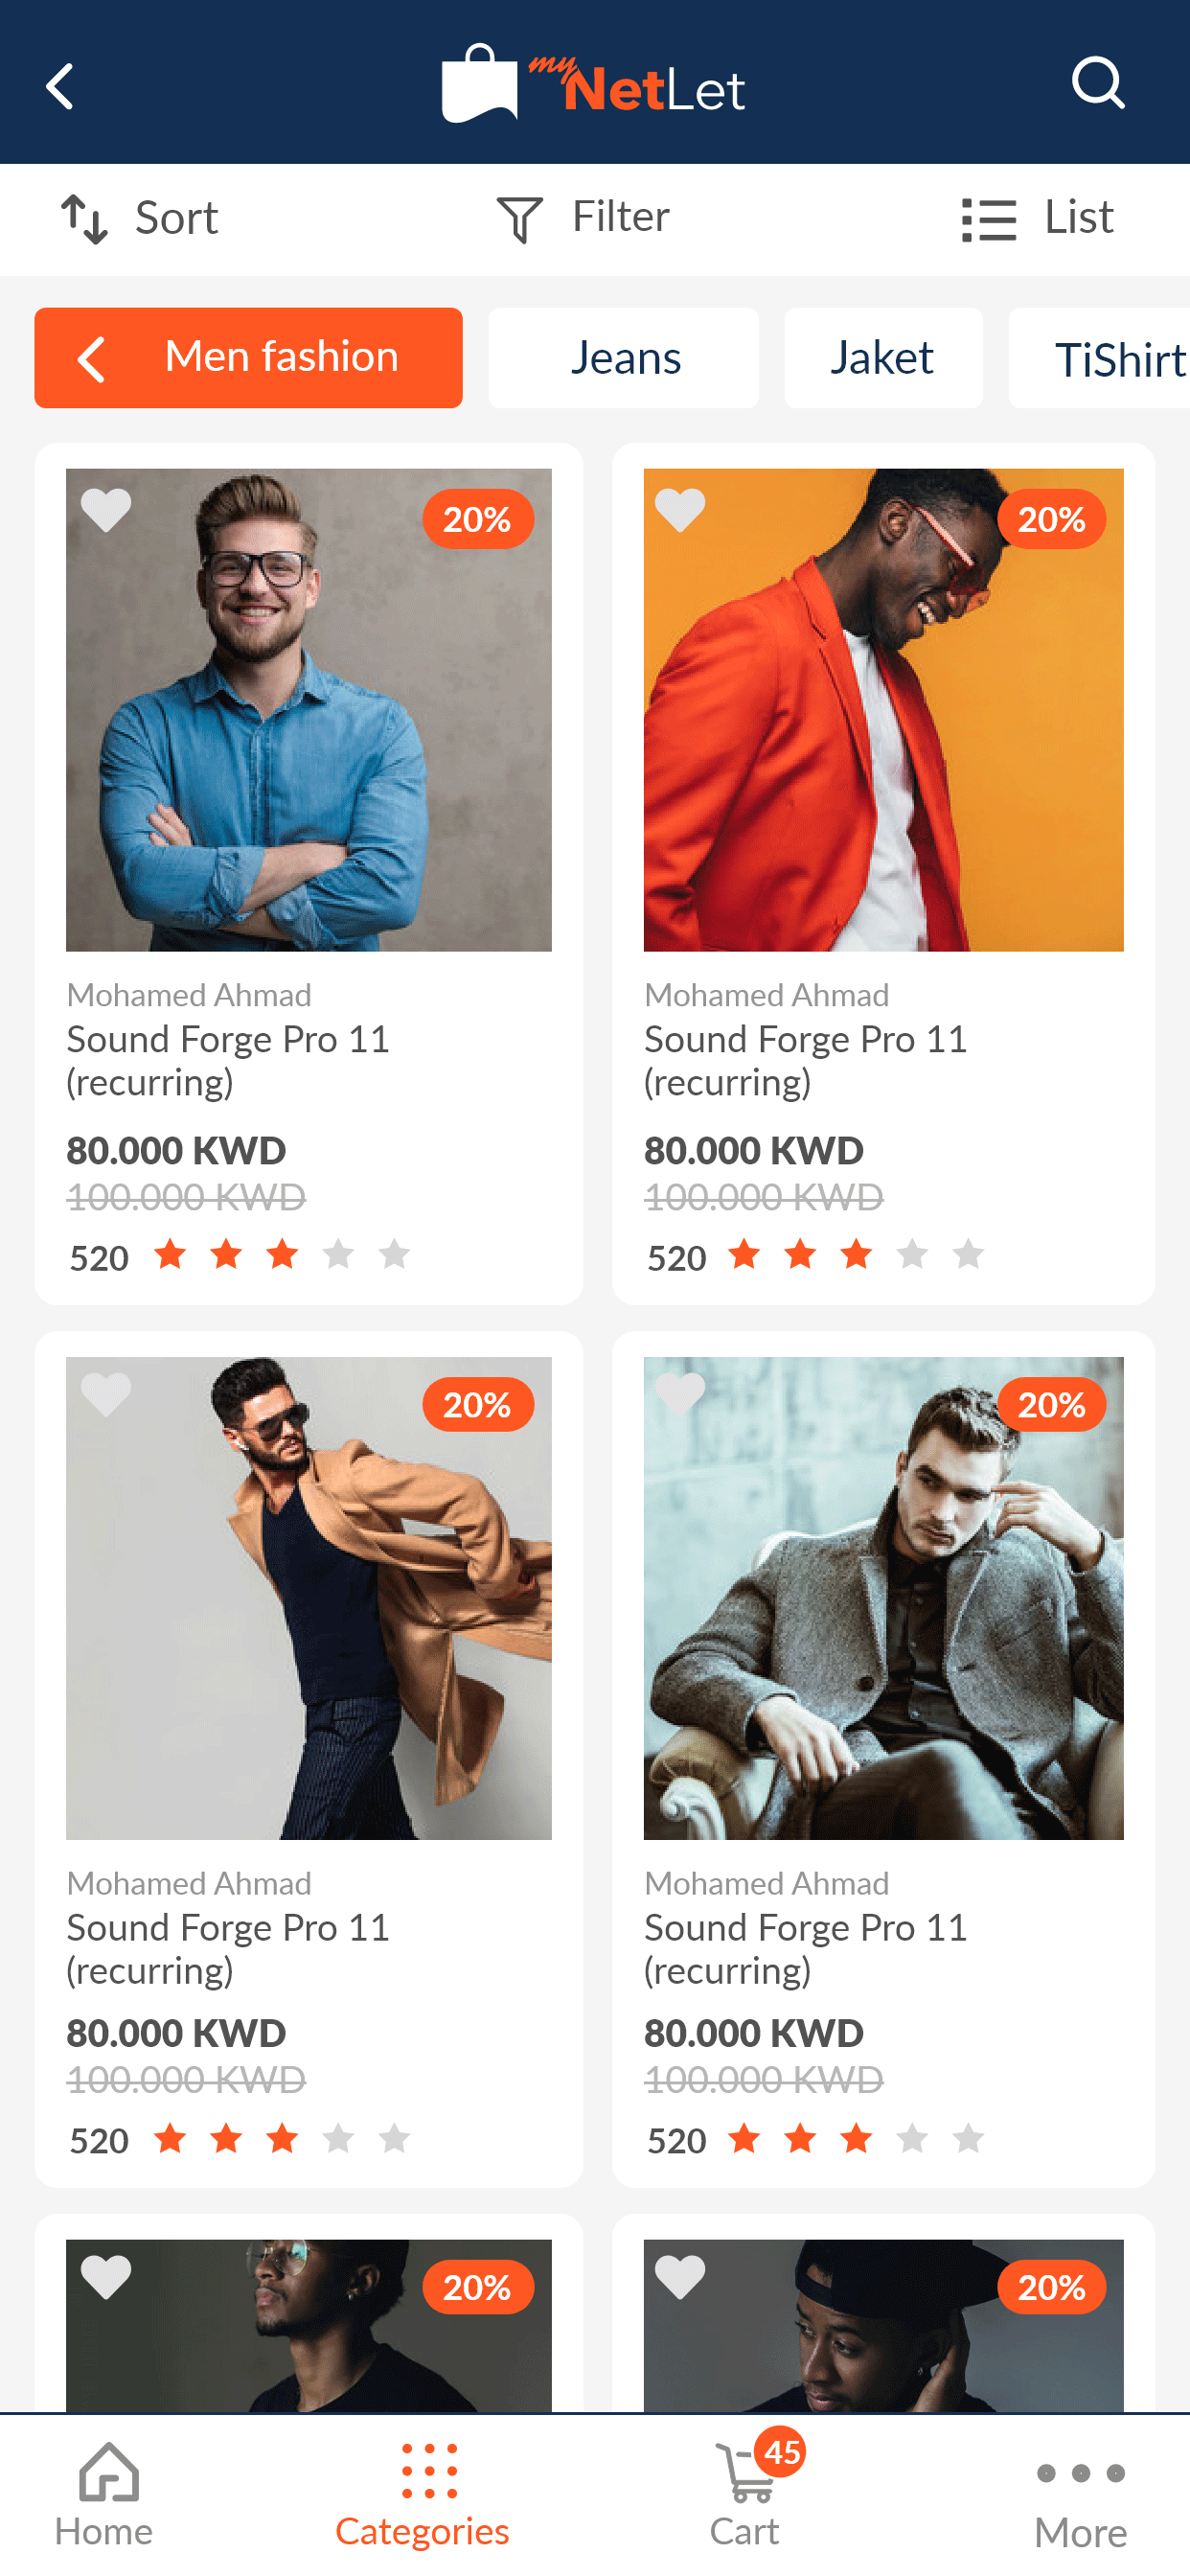 my NetLet
Sort
Filter
List
Men fashion
Jeans
Jaket
TiShirt
20%
20%
Mohamed Ahmad
Sound Forge Pro 11
(recurring)
80.000 KWD
100.000 KWD
520
Mohamed Ahmad
Sound Forge Pro 11
(recurring)
80.000 KWD
100.000 KWD
520
20%
20%
Mohamed Ahmad
Sound Forge Pro 11
(recurring)
80.000 KWD
100.000 KWD
520
Mohamed Ahmad
Sound Forge Pro 11
(recurring)
80.000 KWD
100.000 KWD
520
20%
20%
Home
Categories
45
Cart
More